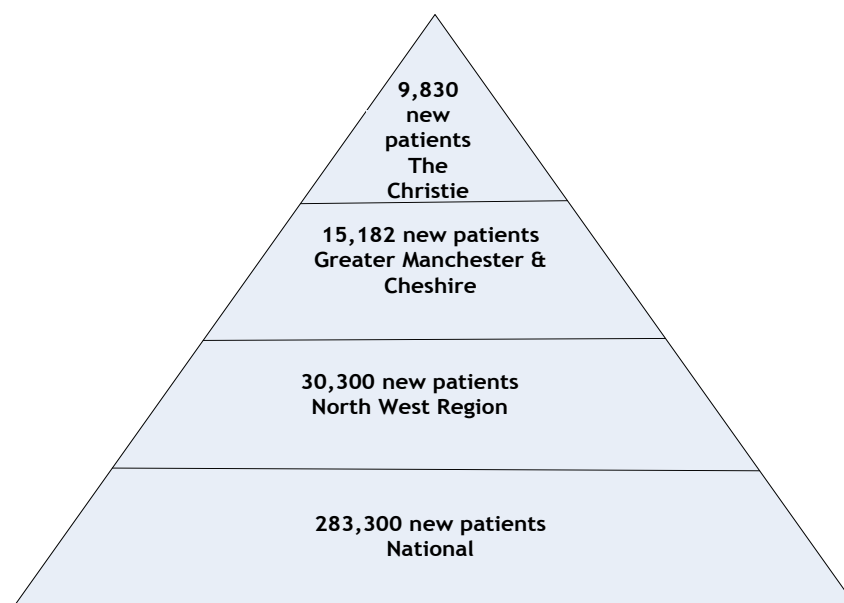 9,830
new
patients
The
Christie
15,182 new patients
Greater Manchester &
Cheshire
30,300 new patients
North West Region
283,300 new patients
National